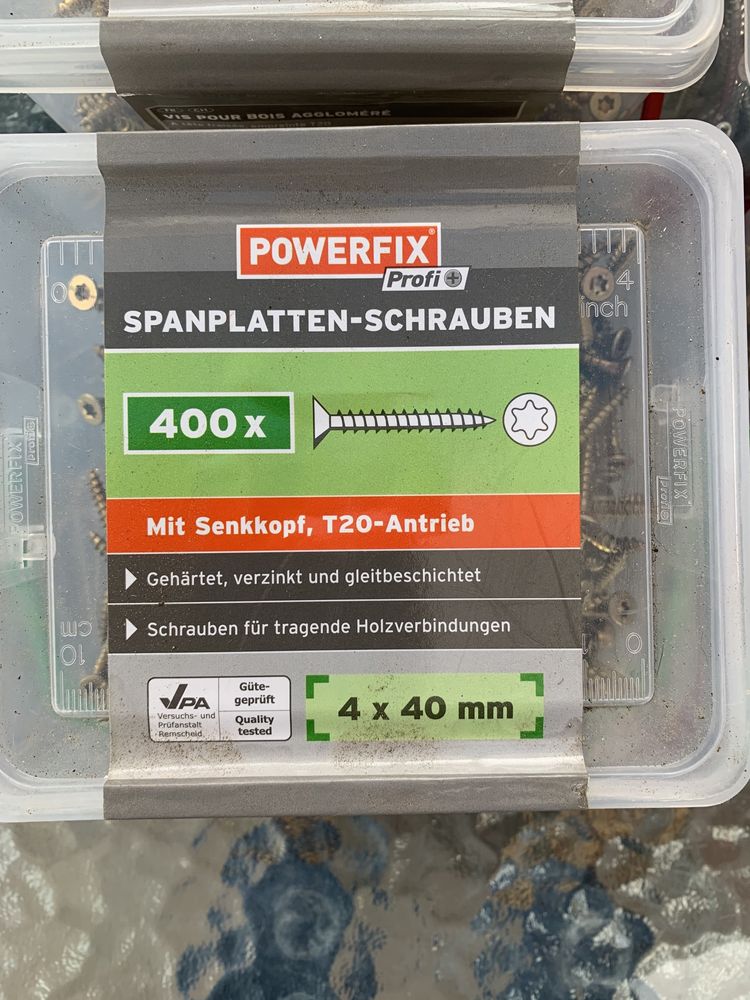 VIS POUR BOIS AGGLOMÉRÉ
POWERFIX®
Profi
SPANPLATTEN-SCHRAUBEN
400 x
Mit Senkkopf, T20-Antrieb
Gehärtet, verzinkt und gleitbeschichtet
Schrauben für tragende Holzverbindungen
VPA
Versuchs- und
Prüfanstalt
Remscheid
Güte-
geprüft
Quality
tested
4 x 40 mm
0
4
inch
10
cm
0
1
POWERFIX
Profi
POWERFIX
Profi